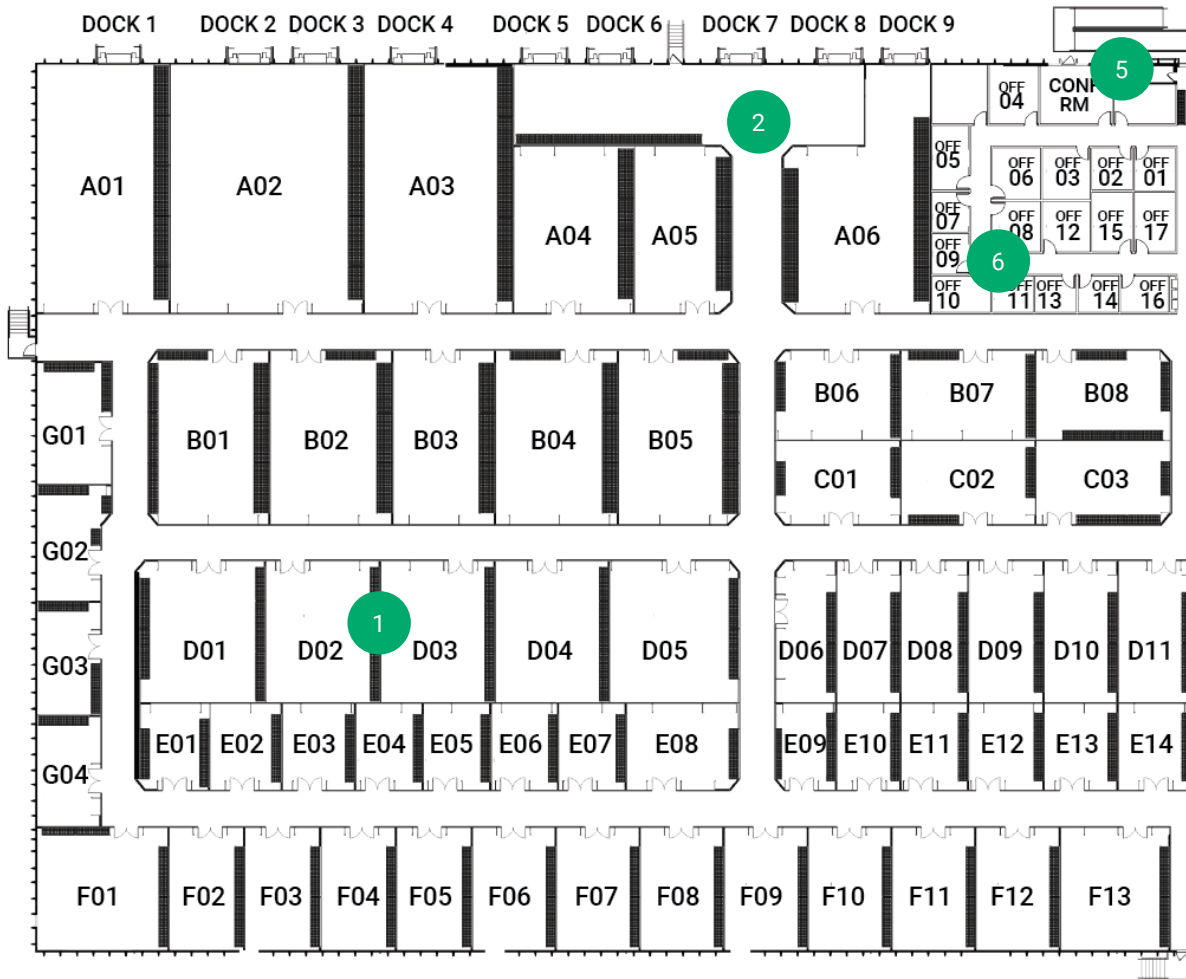 DOCK 1 DOCK 2 DOCK 3 DOCK 4 DOCK 5 DOCK 6 DOCK 7 DOCK 8 DOCK 9
5
OFF
04
CONF
RM
2
OFF
05
OFF
06
OFF
03
OFF
02
OFF
01
A01 A02 A03 A04 A05 A06
OFF
07
OFF
08
OFF
12
OFF
15
OFF
17
OFF
09
6
OFF
10
OFF
11
OFF
13
OFF
14
OFF
16
B06 B07 B08
G01 B01 B02 B03 B04 B05
C01 C02 C03
G02
1
G03 D01 D02 D03 D04 D05 D06 D07 D08 D09 D10 D11
E01 E02 E03 E04 E05 E06 E07 E08 E09 E10 E11 E12 E13 E14
G04
F01 F02 F03 F04 F05 F06 F07 F08 F09 F10 F11 F12 F13